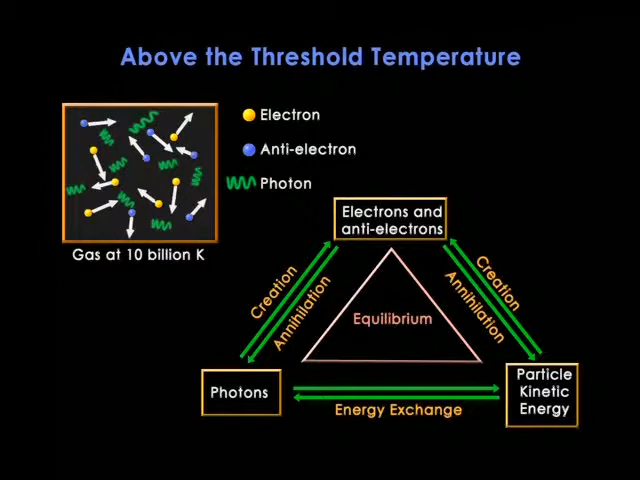 Above the Threshold Temperature
Electron
Anti-electron
Photon
Gas at 10 billion K
Electrons and
anti-electrons
Creation
Annihilation
Creation
Annihilation
Equilibrium
Photons
Particle
Kinetic
Energy
Energy Exchange